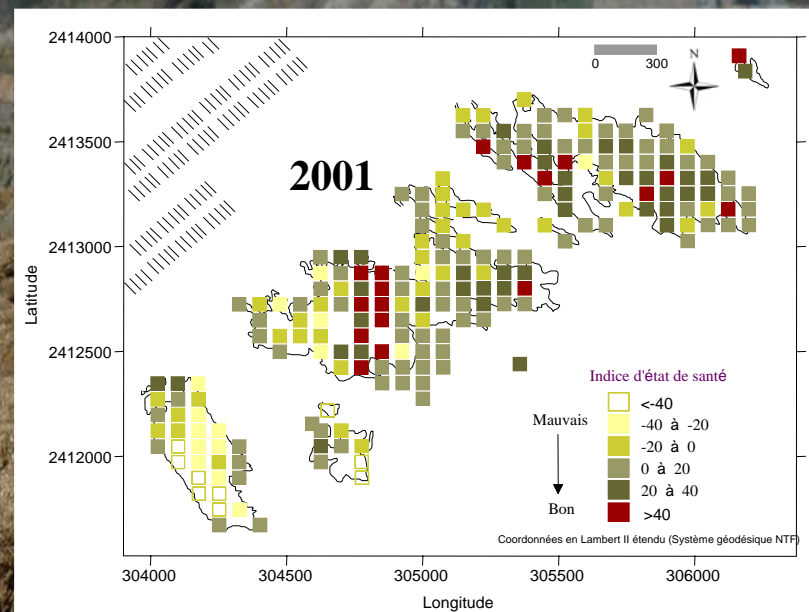 2414000
2413500
2413000
2412500
2412000
Latitude
304000 304500 305000 305500 306000
Longitude
2001
0 300
N
Indice d'état de santé
Mauvais
Bon
<-40
-40 à -20
-20 à 0
0 à 20
20 à 40
>40
Coordonnées en Lambert II étendu (Système géodésique NTF)